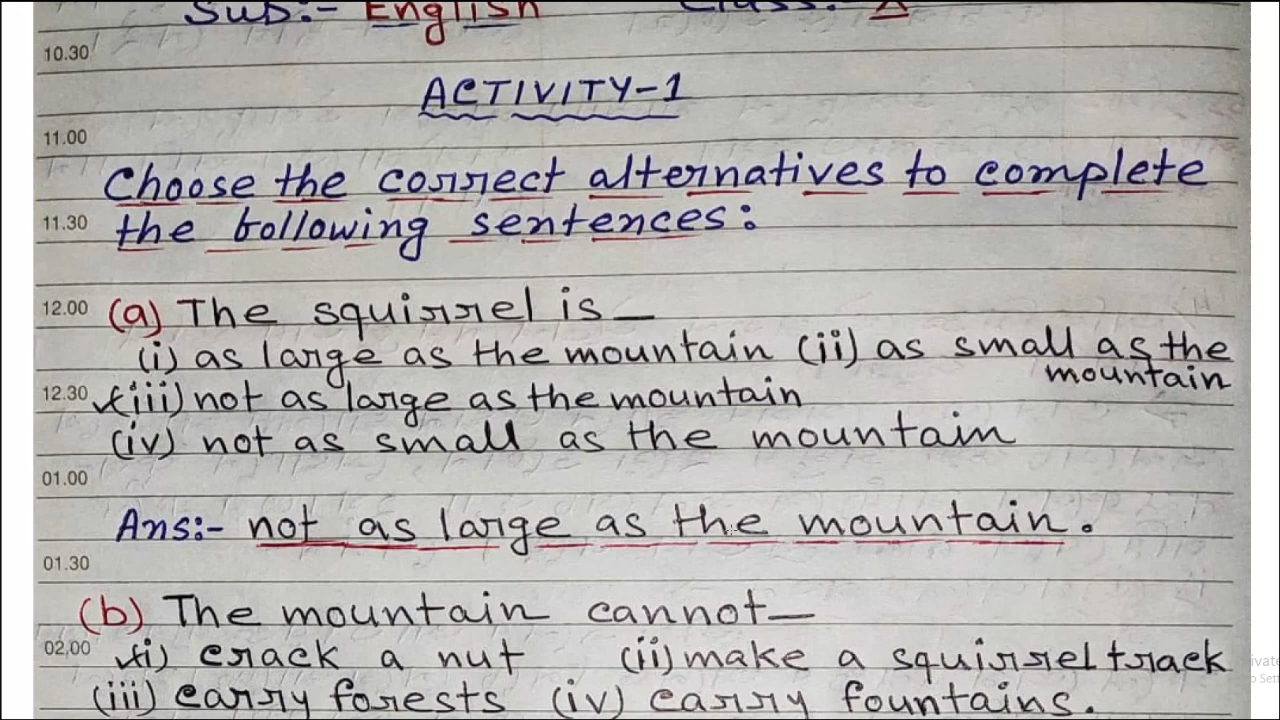 Sub:- English Class: X
10.30
ACTIVITY-1
11.00
Choose the correct alternatives to complete
11.30 the following sentences:
12.00 (a) The squirrel is —
(i) as large as the mountain (ii) as small as the
mountain
12.30 ✓(iii) not as large as the mountain
(iv) not as small as the mountain
01.00
Ans:- not as large as the mountain.
01.30
(b) The mountain cannot—
02.00 ✓(i) crack a nut (ii) make a squirrel track
(iii) carry forests (iv) carry fountains.